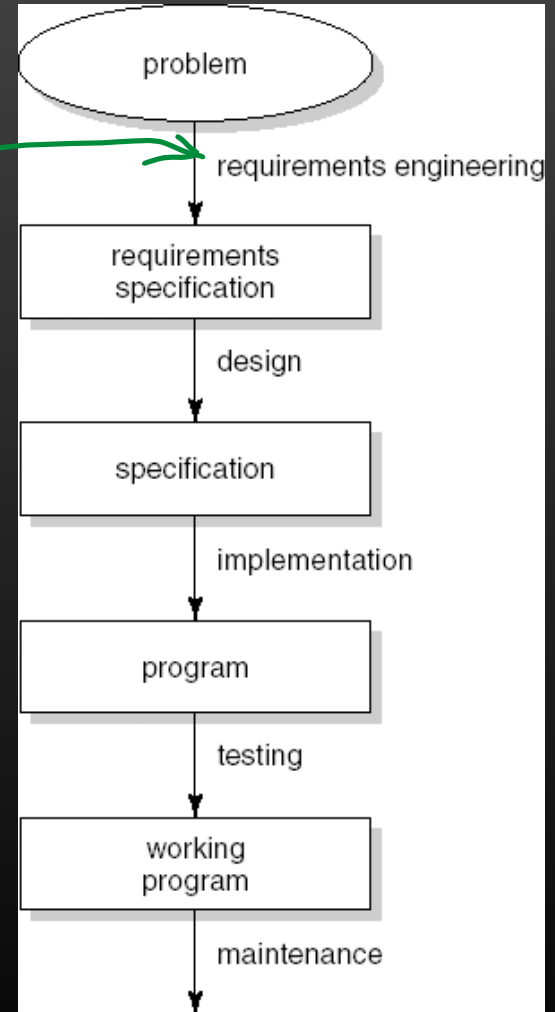 problem
requirements engineering
requirements
specification
design
specification
implementation
program
testing
working
program
maintenance